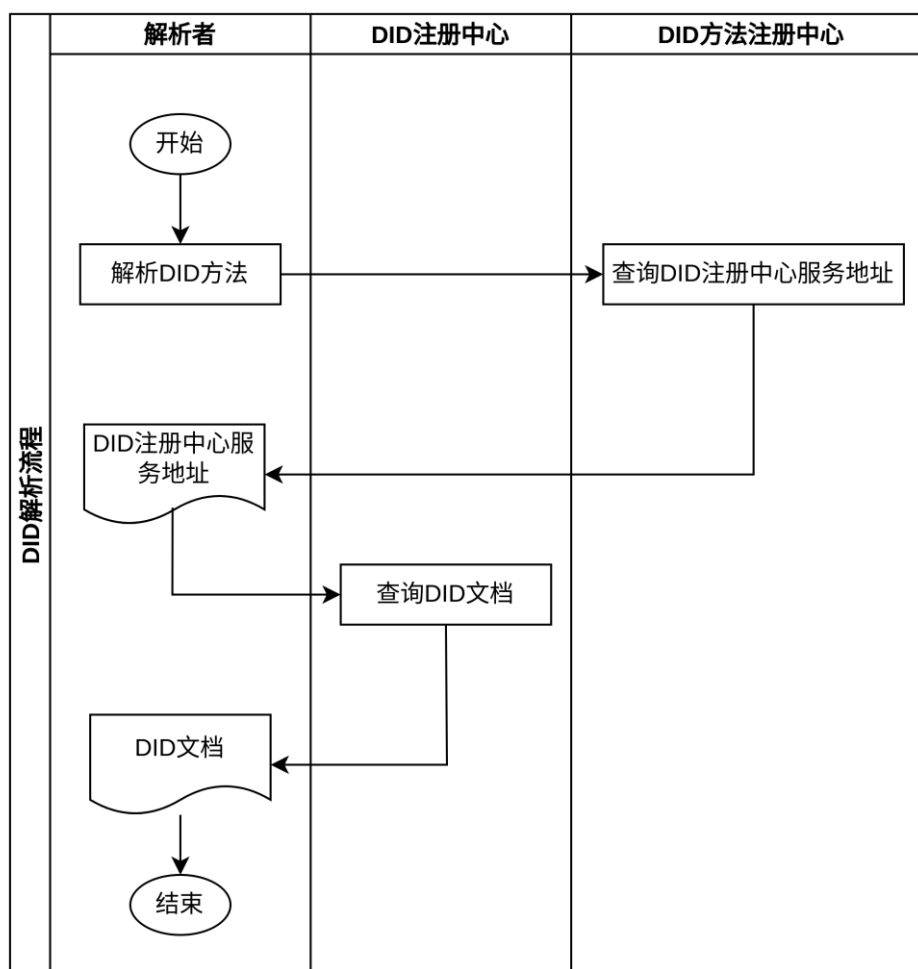 解析者
DID注册中心
DID方法注册中心
DID解析流程
开始
解析DID方法
查询DID注册中心服务地址
DID注册中心服
务地址
查询DID文档
DID文档
结束